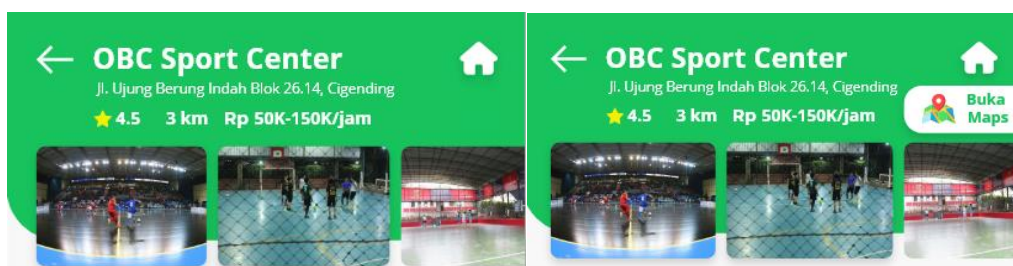 OBC Sport Center
Jl. Ujung Berung Indah Blok 26.14, Cigending
4.5 3 km Rp 50K-150K/jam
OBC Sport Center
Jl. Ujung Berung Indah Blok 26.14, Cigending
4.5 3 km Rp 50K-150K/jam
Buka
Maps